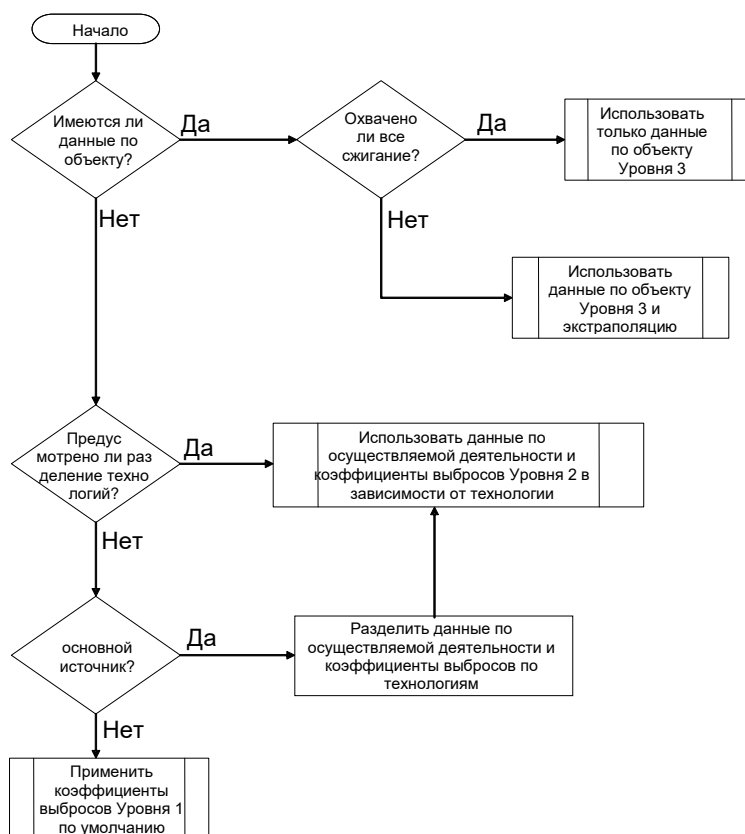 Начало
Имеются ли
данные по
объекту?
Да
Охвачено
ли все
сжигание?
Да
Использовать
только данные
по объекту
Уровня 3
Нет
Нет
Использовать
данные по объекту
Уровня 3 и
экстраполяцию
Предус
мотрено ли раз
деление техно
логий?
Да
Использовать данные по
осуществляемой деятельности и
коэффициенты выбросов Уровня 2 в
зависимости от технологии
Нет
основной
источник?
Да
Разделить данные по
осуществляемой деятельности и
коэффициенты выбросов по
технологиям
Нет
Применить
коэффициенты
выбросов Уровня 1
по умолчанию